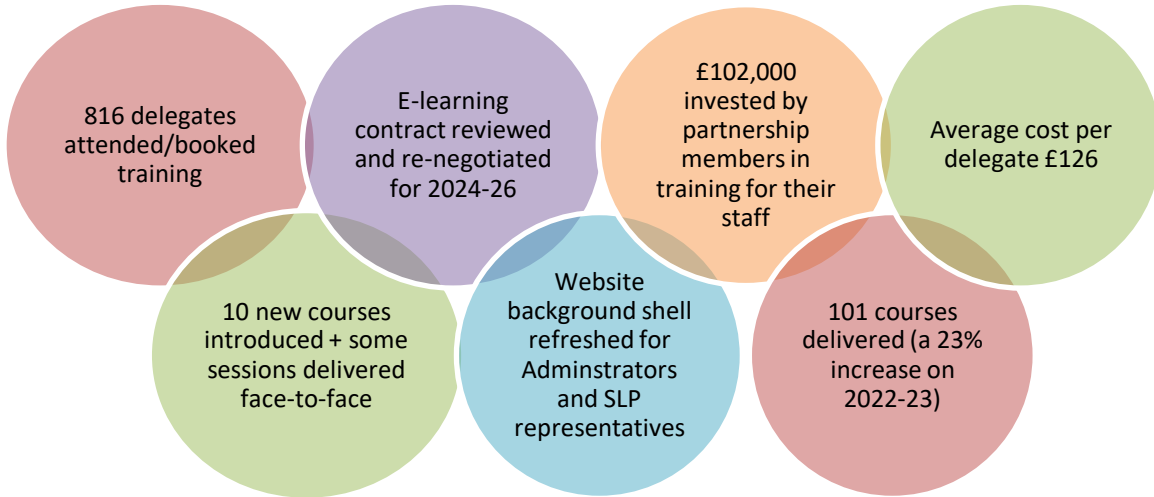 816 delegates
attended/booked
training
E-learning
contract reviewed
and re-negotiated
for 2024-26
£102,000
invested by
partnership
members in
training for their
staff
Average cost per
delegate £126
10 new courses
introduced + some
sessions delivered
face-to-face
Website
background shell
refreshed for
Adminstrators
and SLP
representatives
101 courses
delivered (a 23%
increase on
2022-23)